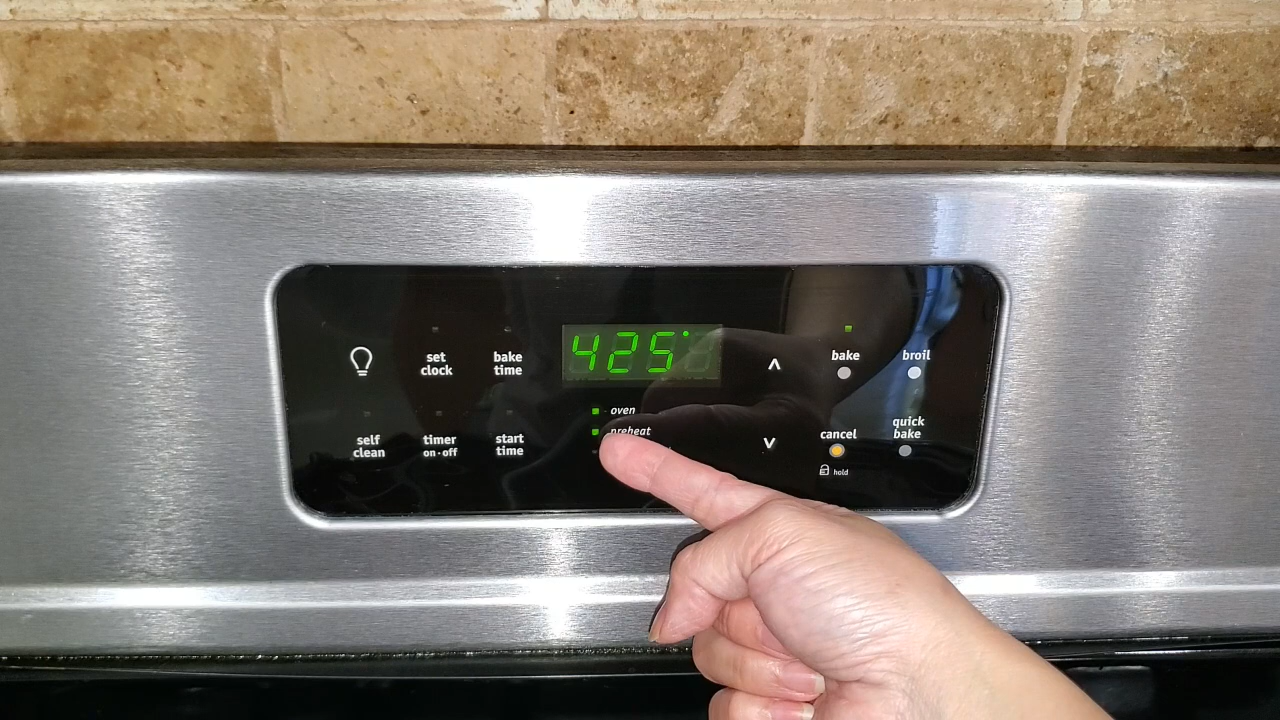 425°
set
clock
bake
time
bake
broil
oven
preheat
self
clean
timer
on·off
start
time
cancel
hold
quick
bake